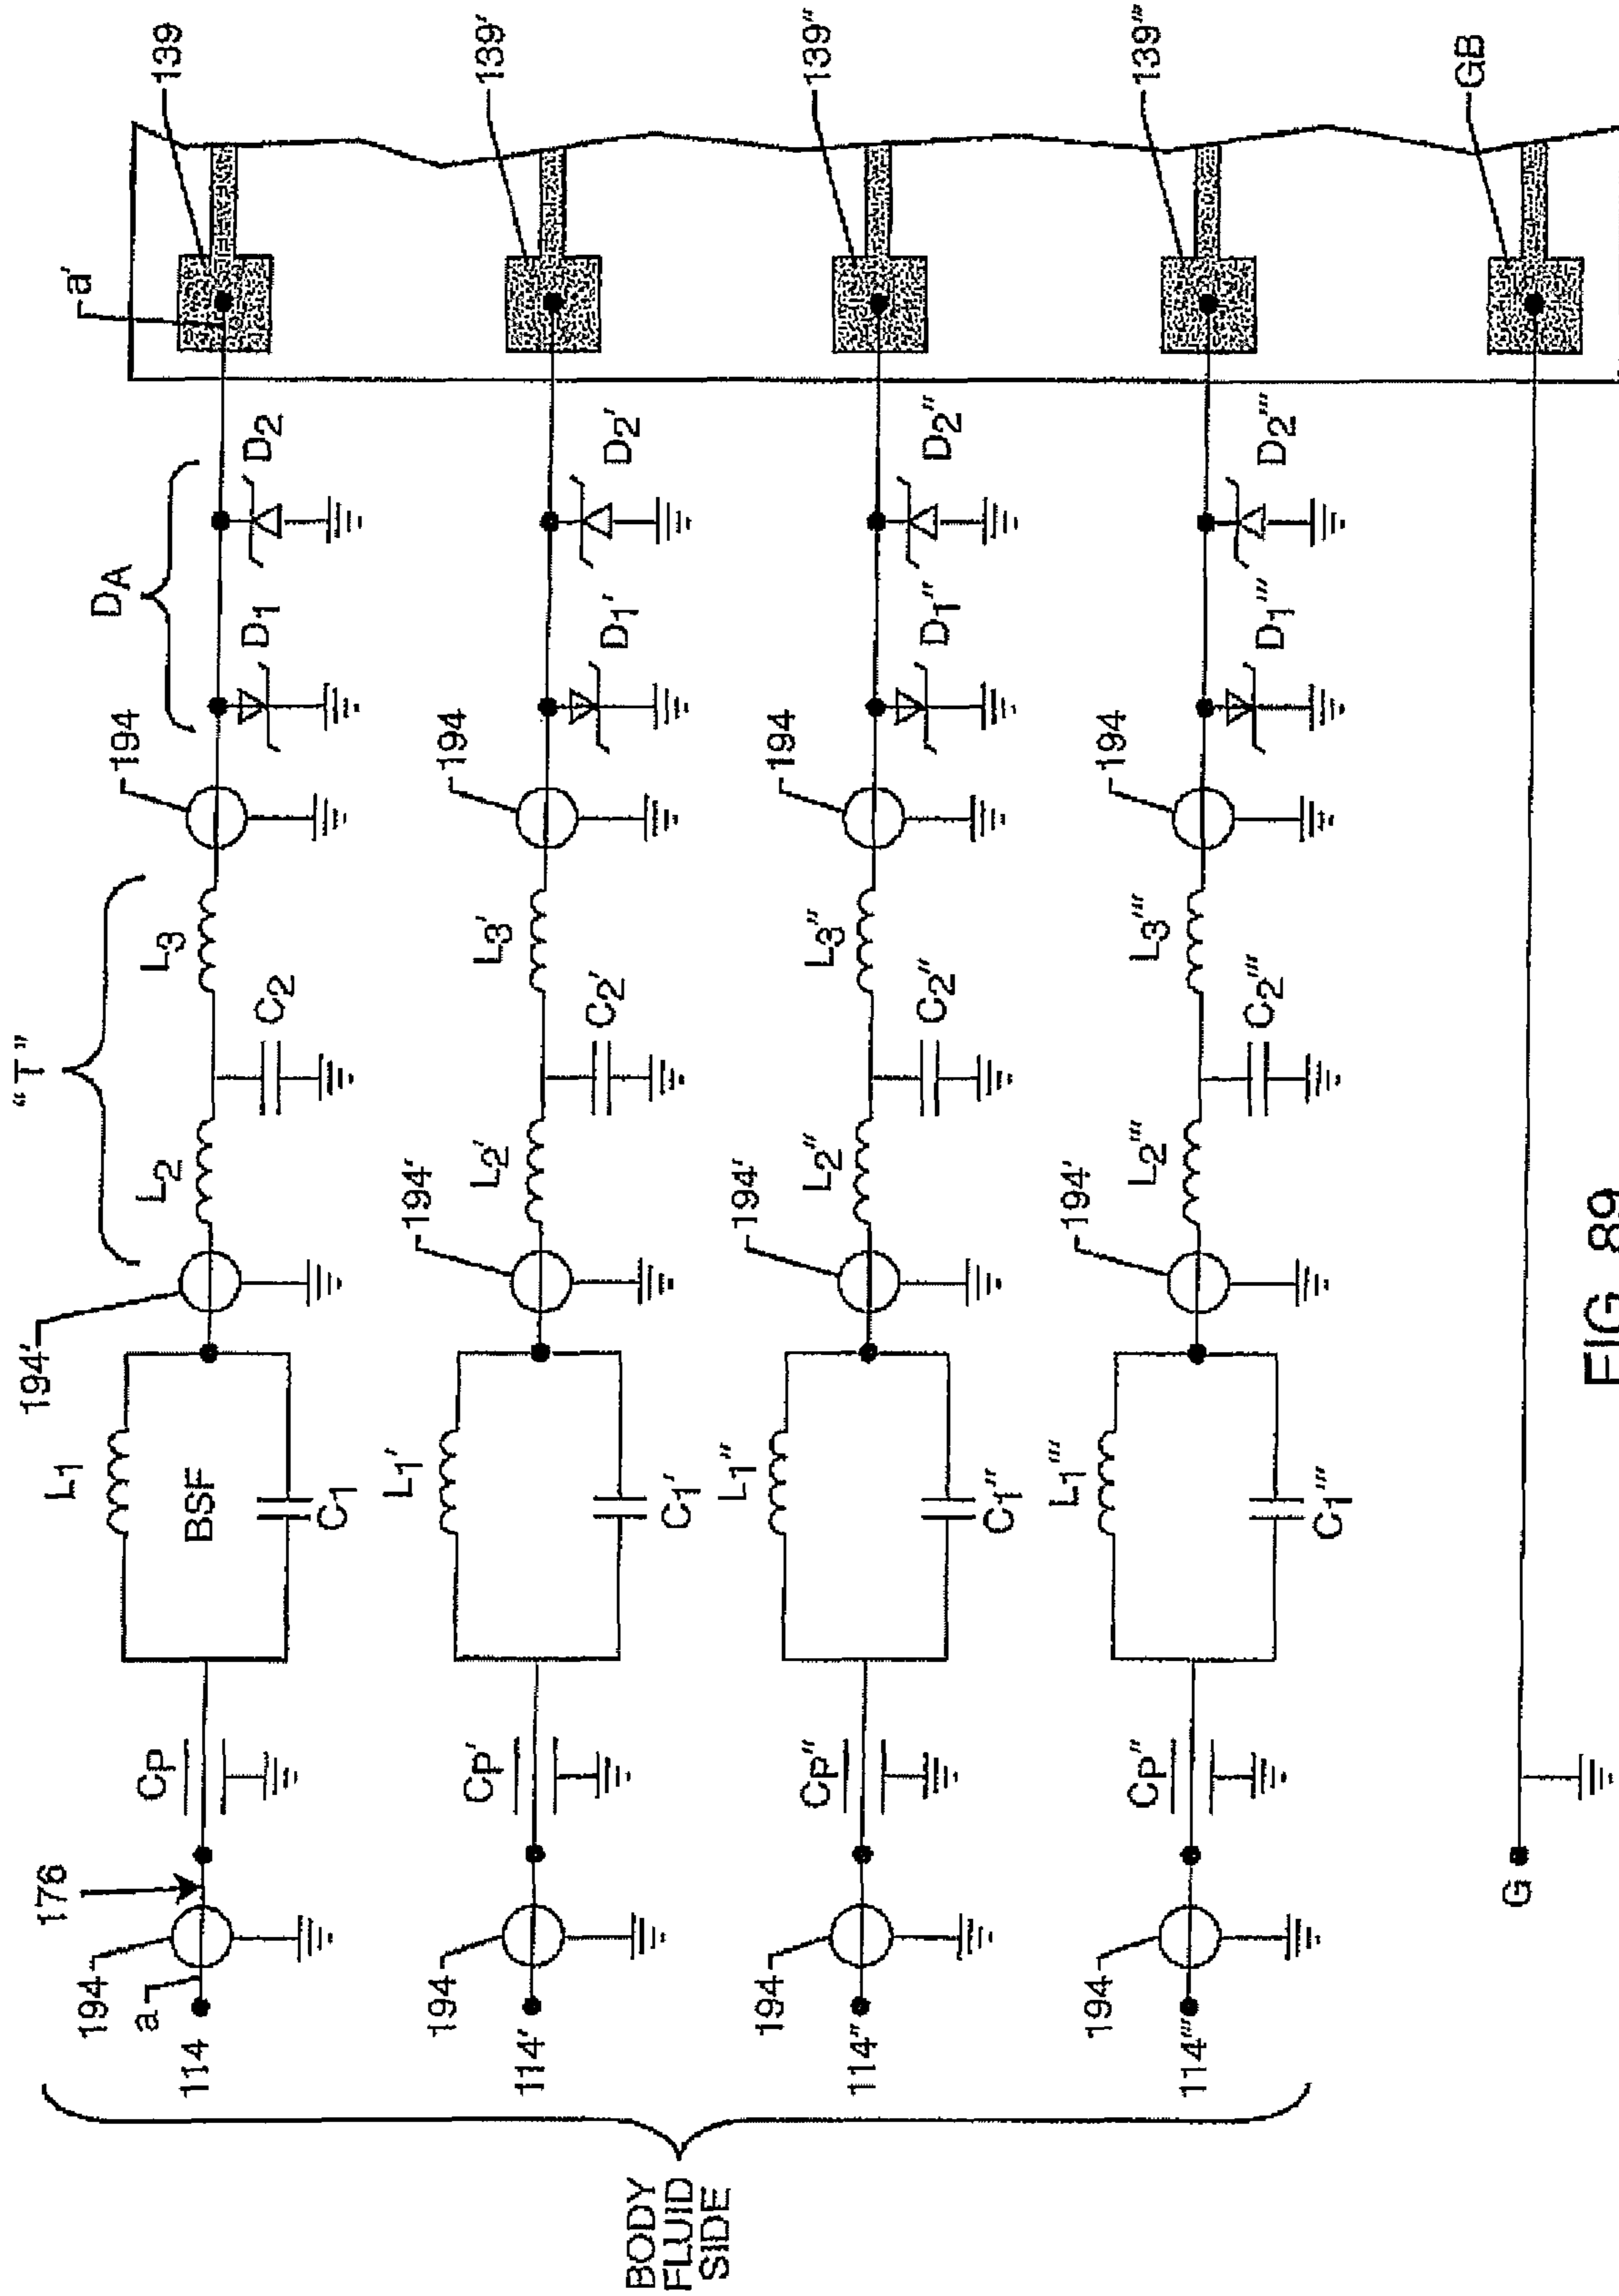 "T"
DA
194'
L1
BSF
C1
L2
L3
C2
194
D1
D2
a'
139
176
194
a
114
CP
L1'
C1'
194'
L2'
L3'
C2'
194
D1'
D2'
139'
194
114'
CP'
L1''
C1''
194'
L2''
L3''
C2''
194
D1''
D2''
139''
194
114''
CP''
L1'''
C1'''
194'
L2'''
L3'''
C2'''
194
D1'''
D2'''
139'''
194
114'''
CP''
BODY
FLUID
SIDE
G
GB
FIG. 89